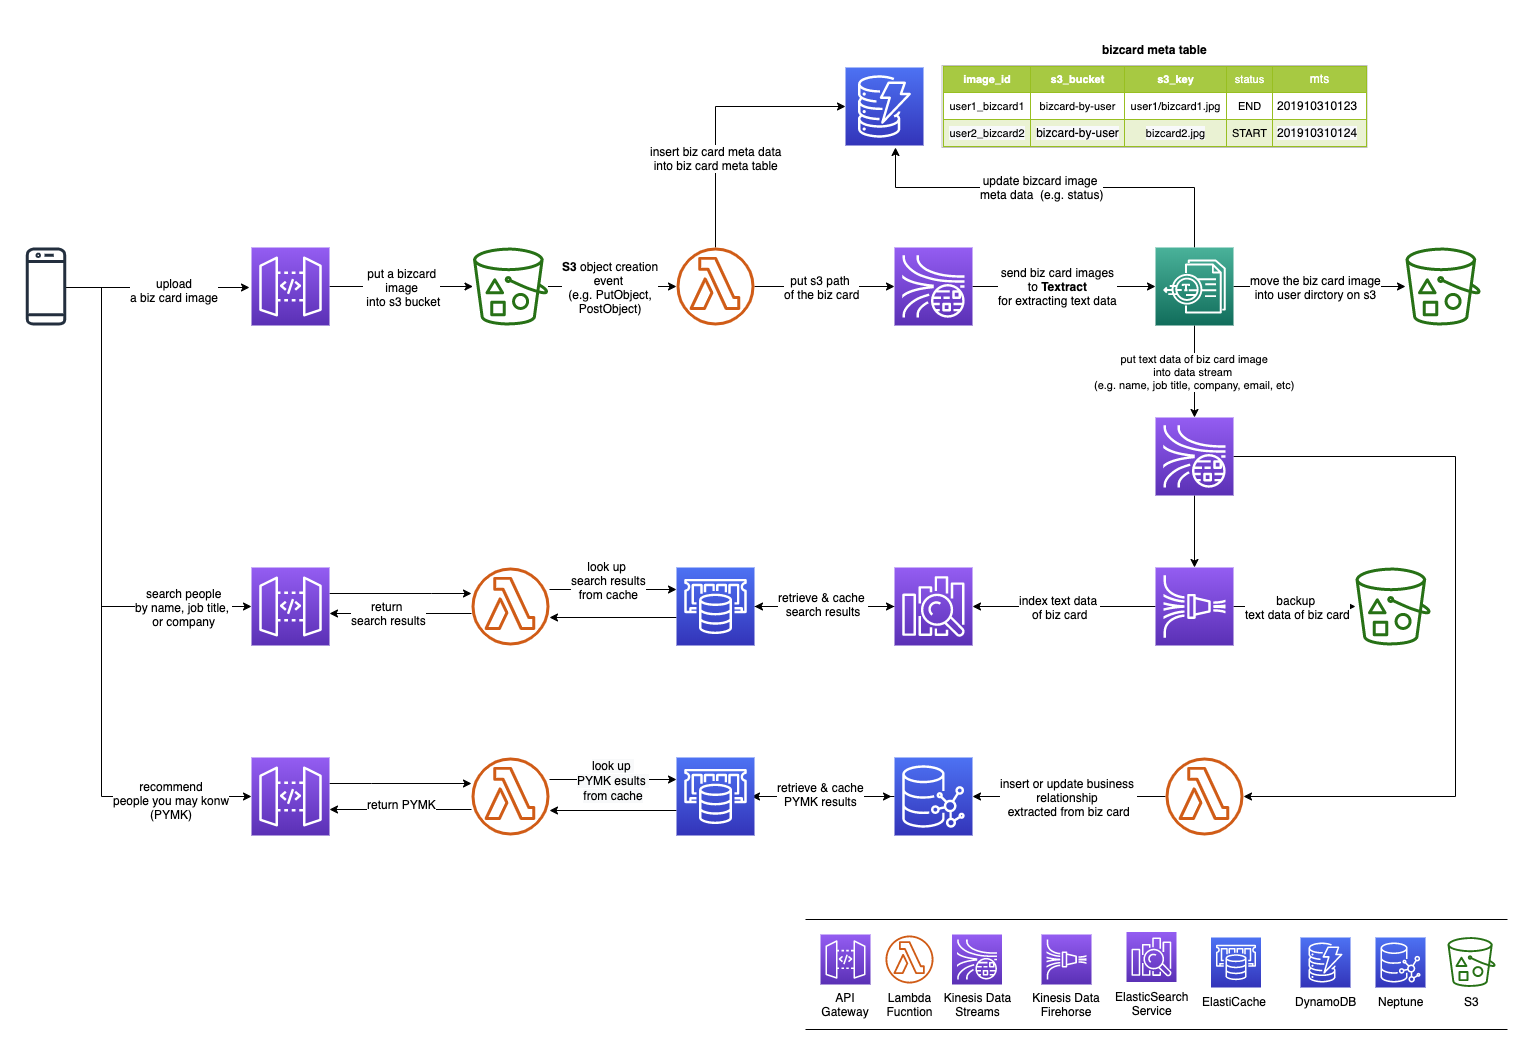 bizcard meta table
image_id s3_bucket s3_key status mts
user1_bizcard1 bizcard-by-user user1/bizcard1.jpg END 201910310123
user2_bizcard2 bizcard-by-user bizcard2.jpg START 201910310124
insert biz card meta data
into biz card meta table
update bizcard image
meta data (e.g. status)
upload
a biz card image
</>
put a bizcard
image
into s3 bucket
S3 object creation
event
(e.g. PutObject,
PostObject)
put s3 path
of the biz card
send biz card images
to Textract
for extracting text data
T
move the biz card image
into user dirctory on s3
put text data of biz card image
into data stream
(e.g. name, job title, company, email, etc)
search people
by name, job title,
or company
</>
return
search results
look up
search results
from cache
retrieve & cache
search results
index text data
of biz card
backup
text data of biz card
recommend
people you may konw
(PYMK)
</>
return PYMK
look up
PYMK esults
from cache
retrieve & cache
PYMK results
insert or update business
relationship
extracted from biz card
</>
API
Gateway
Lambda
Fucntion
Kinesis Data
Streams
Kinesis Data
Firehorse
ElasticSearch
Service
ElastiCache
DynamoDB
Neptune
S3